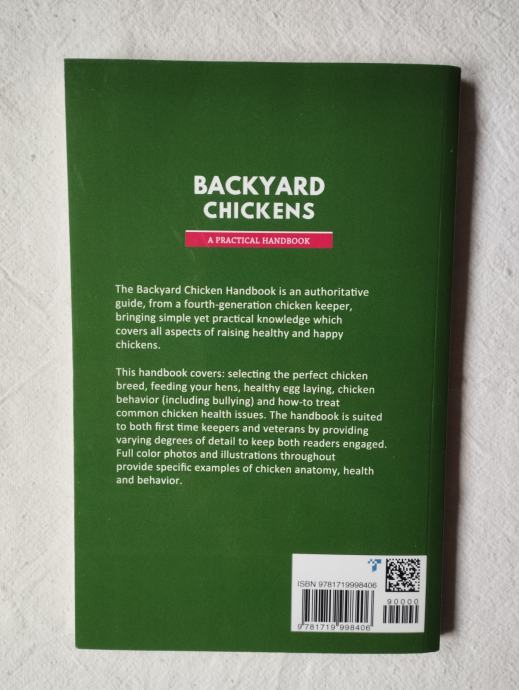 BACKYARD
CHICKENS
A PRACTICAL HANDBOOK
The Backyard Chicken Handbook is an authoritative
guide, from a fourth-generation chicken keeper,
bringing simple yet practical knowledge which
covers all aspects of raising healthy and happy
chickens.
This handbook covers: selecting the perfect chicken
breed, feeding your hens, healthy egg laying, chicken
behavior (including bullying) and how-to treat
common chicken health issues. The handbook is suited
to both first time keepers and veterans by providing
varying degrees of detail to keep both readers engaged.
Full color photos and illustrations throughout
provide specific examples of chicken anatomy, health
and behavior.
ISBN 9781719998406
90000
9 781719 998406